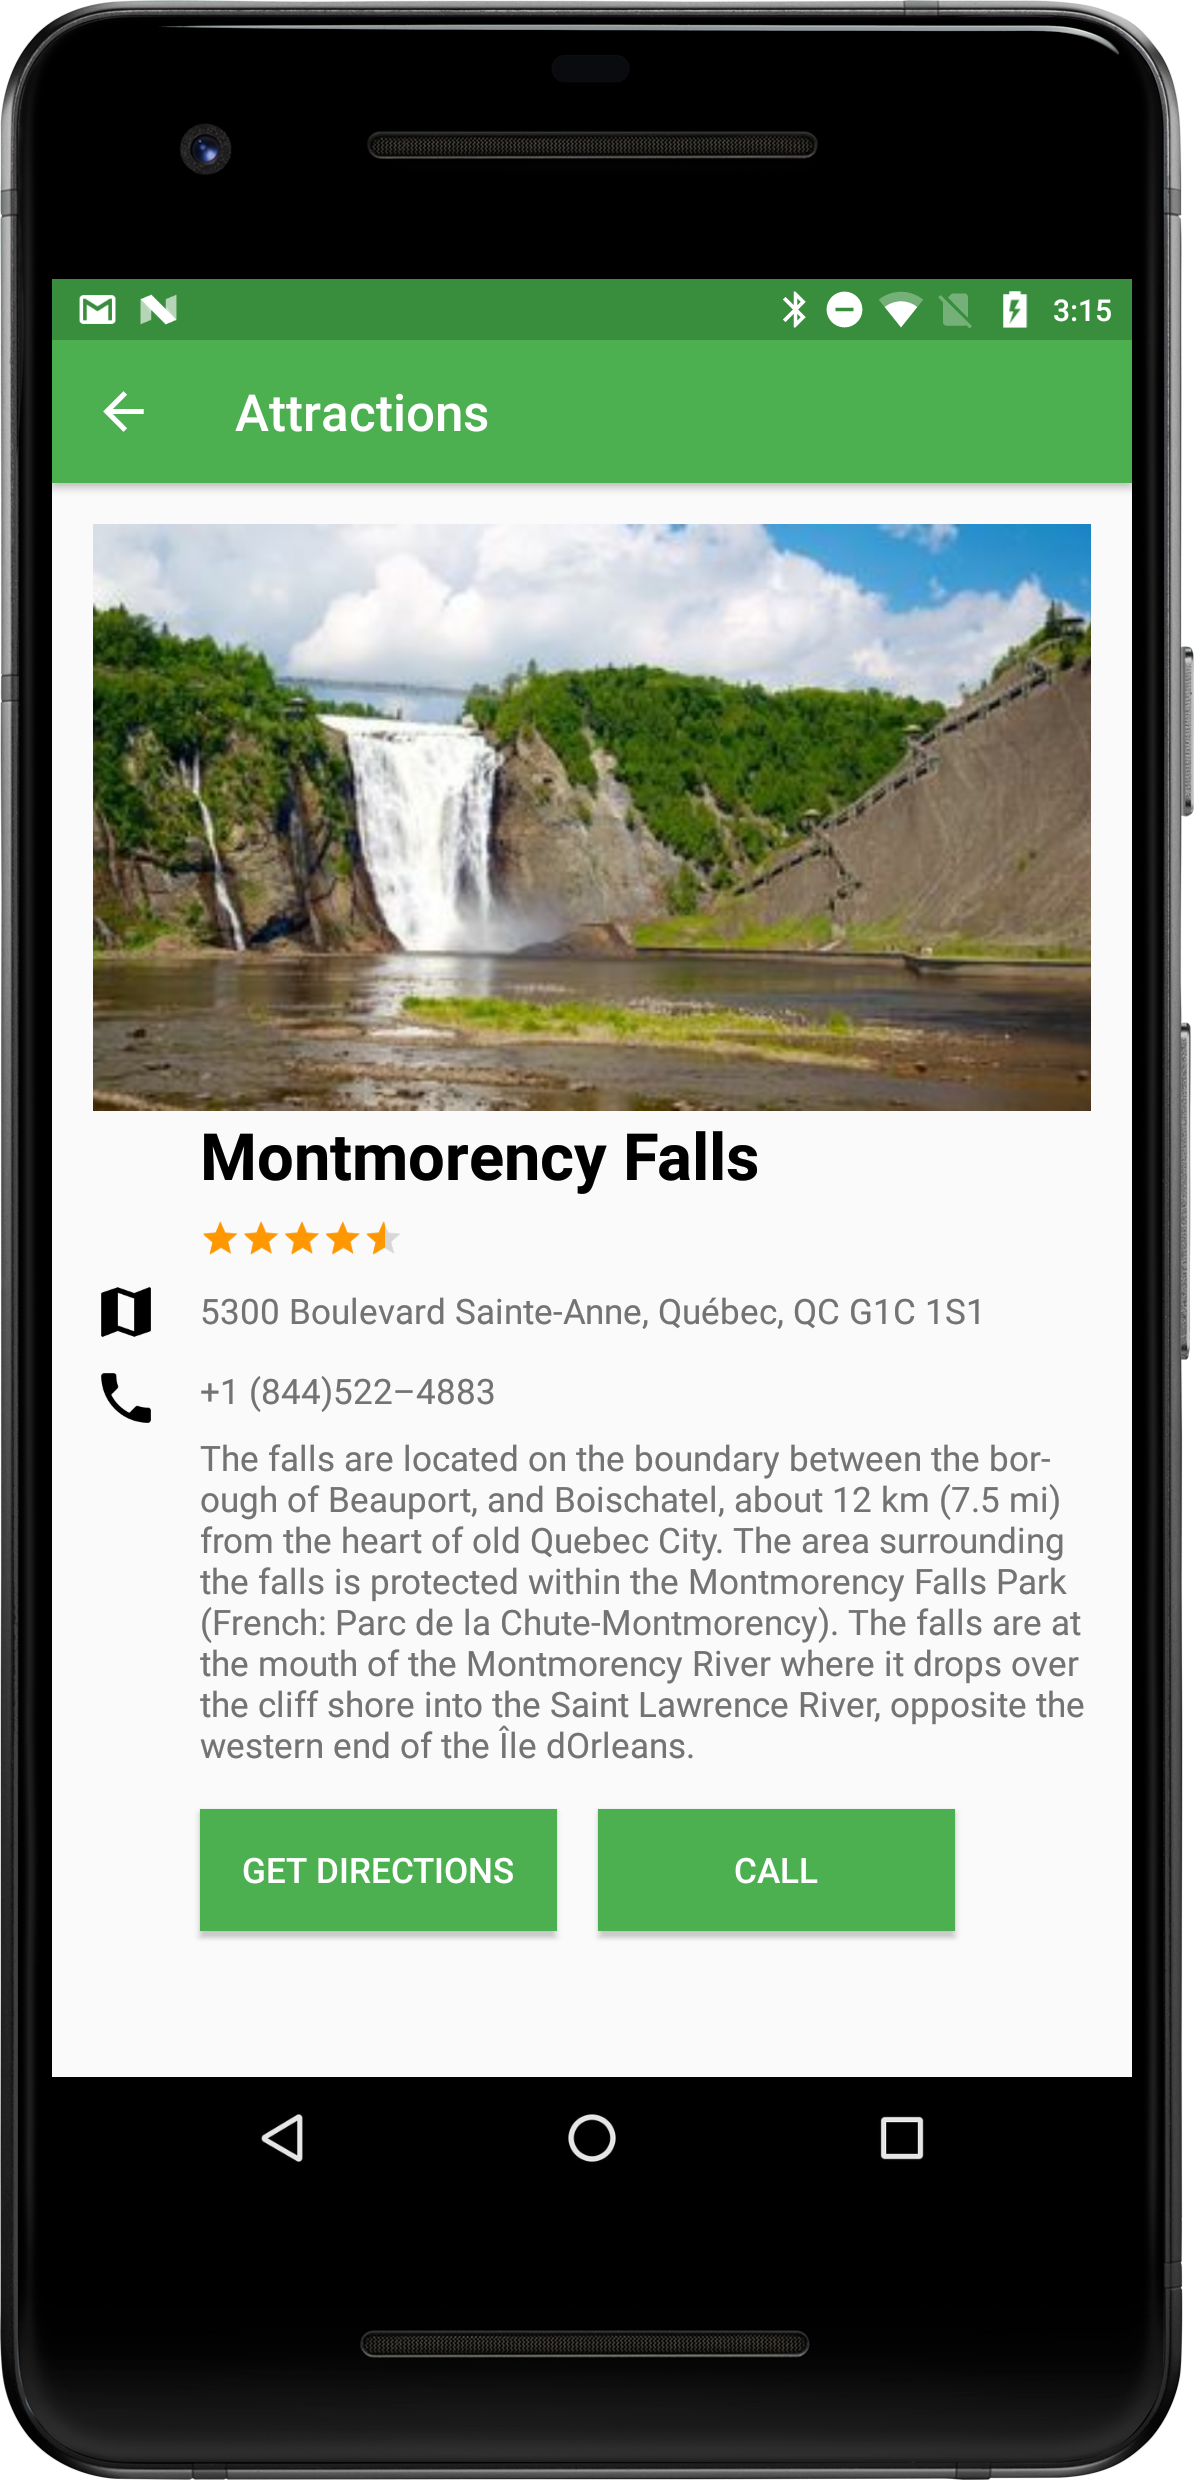 3:15
Attractions
Montmorency Falls
5300 Boulevard Sainte-Anne, Québec, QC G1C 1S1
+1 (844)522–4883
The falls are located on the boundary between the bor-
ough of Beauport, and Boischatel, about 12 km (7.5 mi)
from the heart of old Quebec City. The area surrounding
the falls is protected within the Montmorency Falls Park
(French: Parc de la Chute-Montmorency). The falls are at
the mouth of the Montmorency River where it drops over
the cliff shore into the Saint Lawrence River, opposite the
western end of the Île dOrleans.
GET DIRECTIONS
CALL